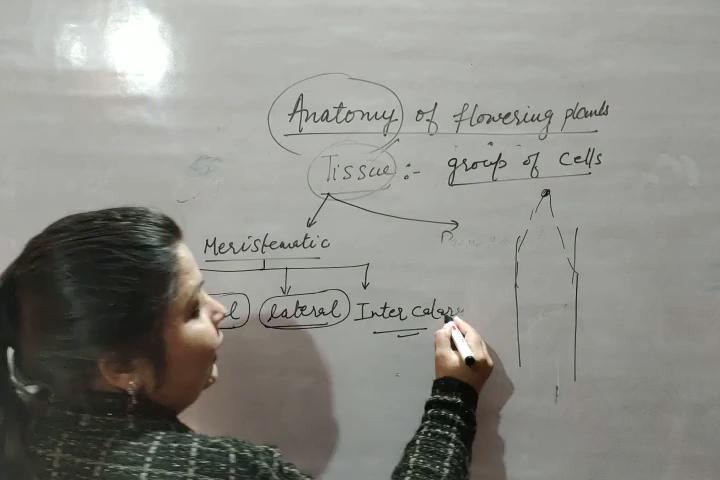 Anatomy of flowering plants
Tissue :- group of cells
Meristematic
lateral Intercalary